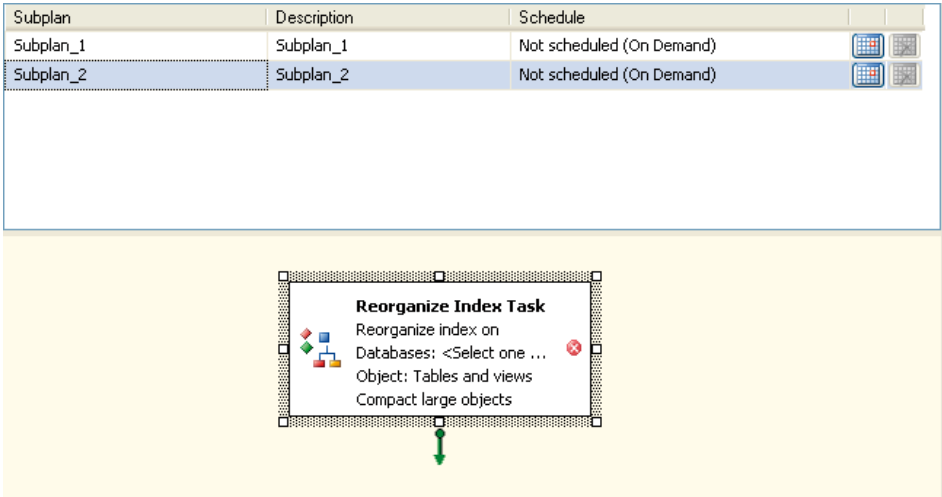 Subplan Description Schedule
Subplan_1 Subplan_1 Not scheduled (On Demand)
Subplan_2 Subplan_2 Not scheduled (On Demand)
Reorganize Index Task
Reorganize index on
Databases: <Select one ...
Object: Tables and views
Compact large objects